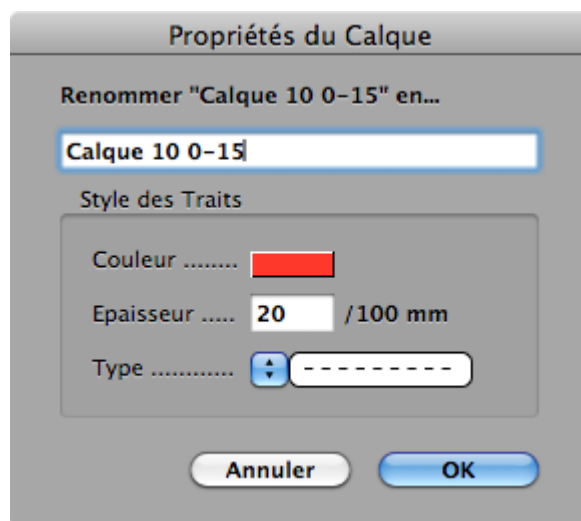 Propriétés du Calque
Renommer "Calque 10 0-15" en...
Calque 10 0-15
Style des Traits
Couleur ........
Epaisseur ..... 20 /100 mm
Type ............
Annuler OK